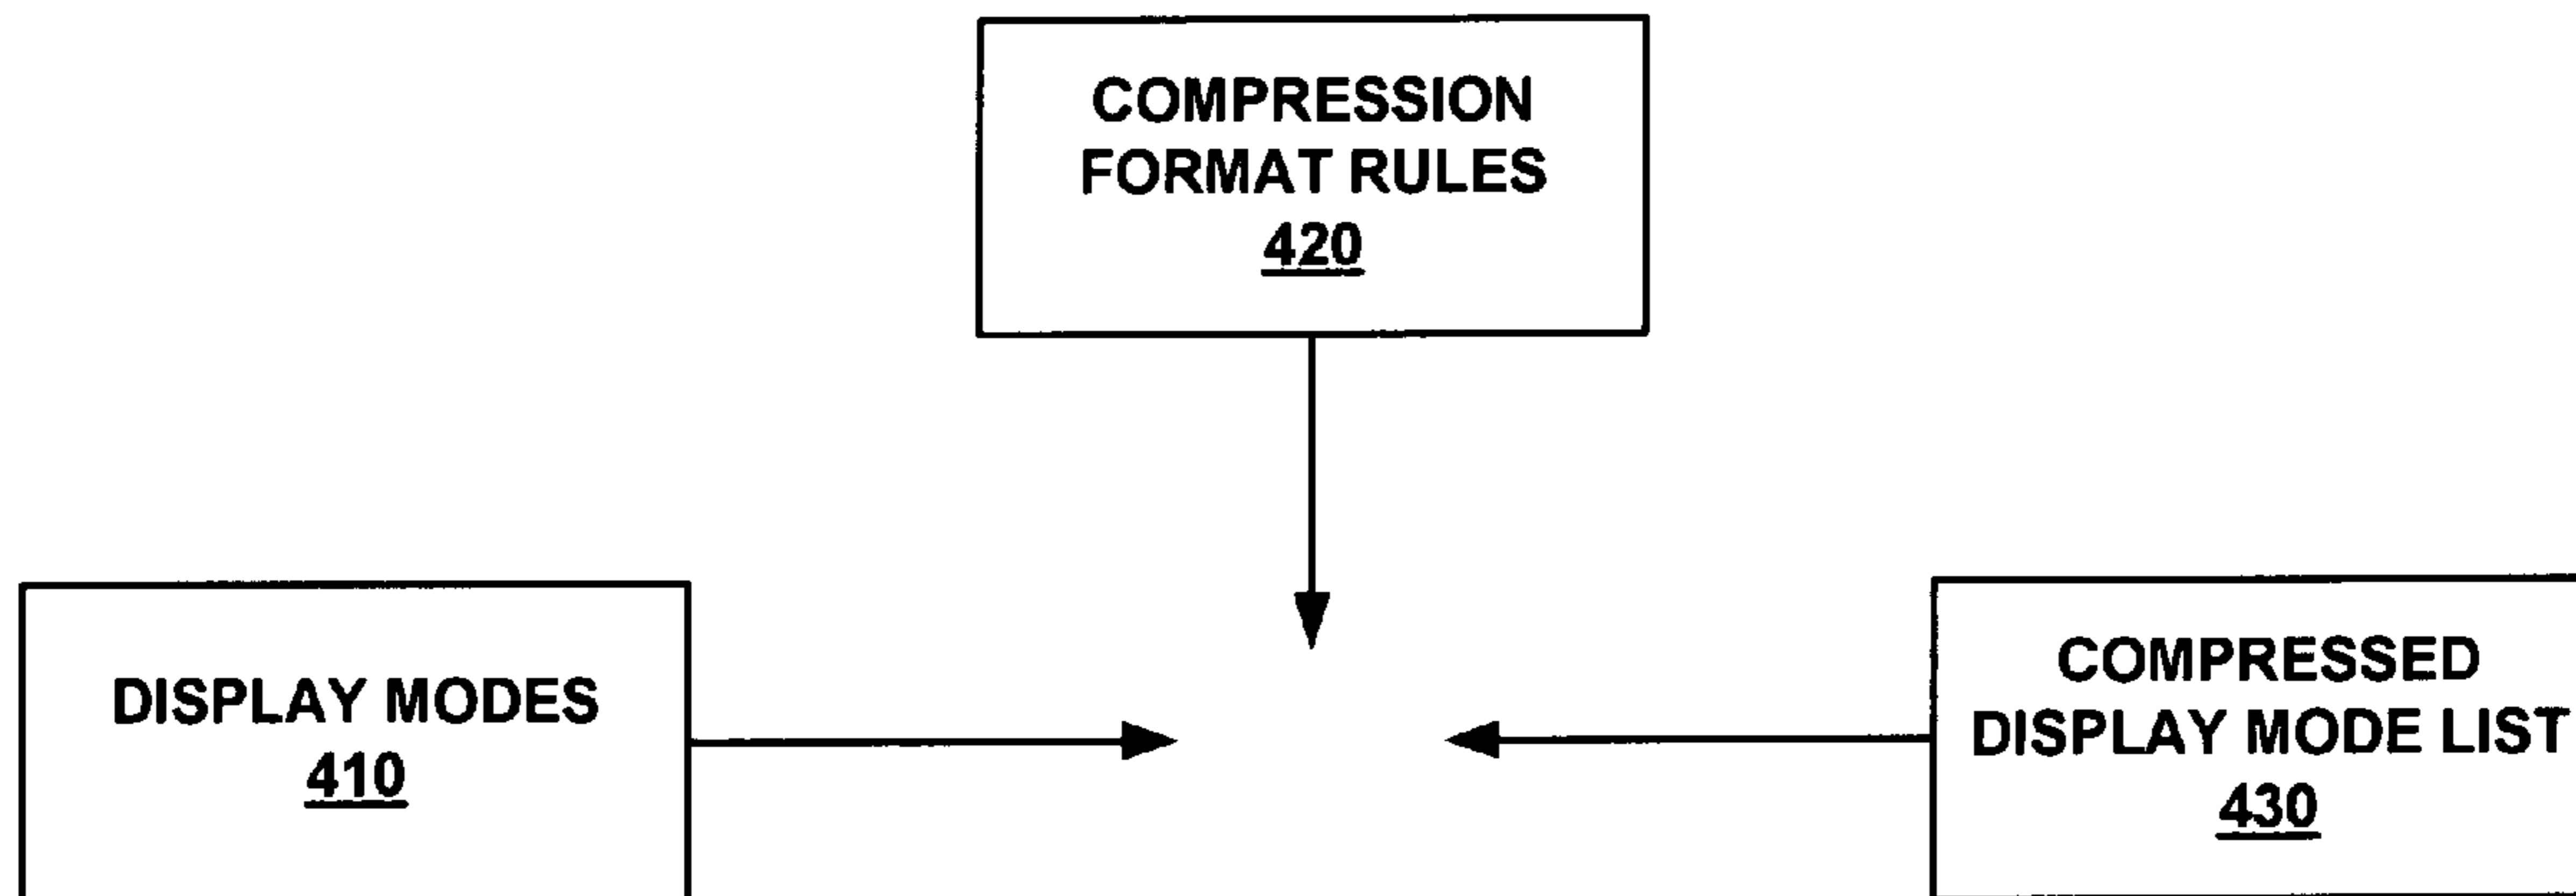 COMPRESSION
FORMAT RULES
420
DISPLAY MODES
410
COMPRESSED
DISPLAY MODE LIST
430